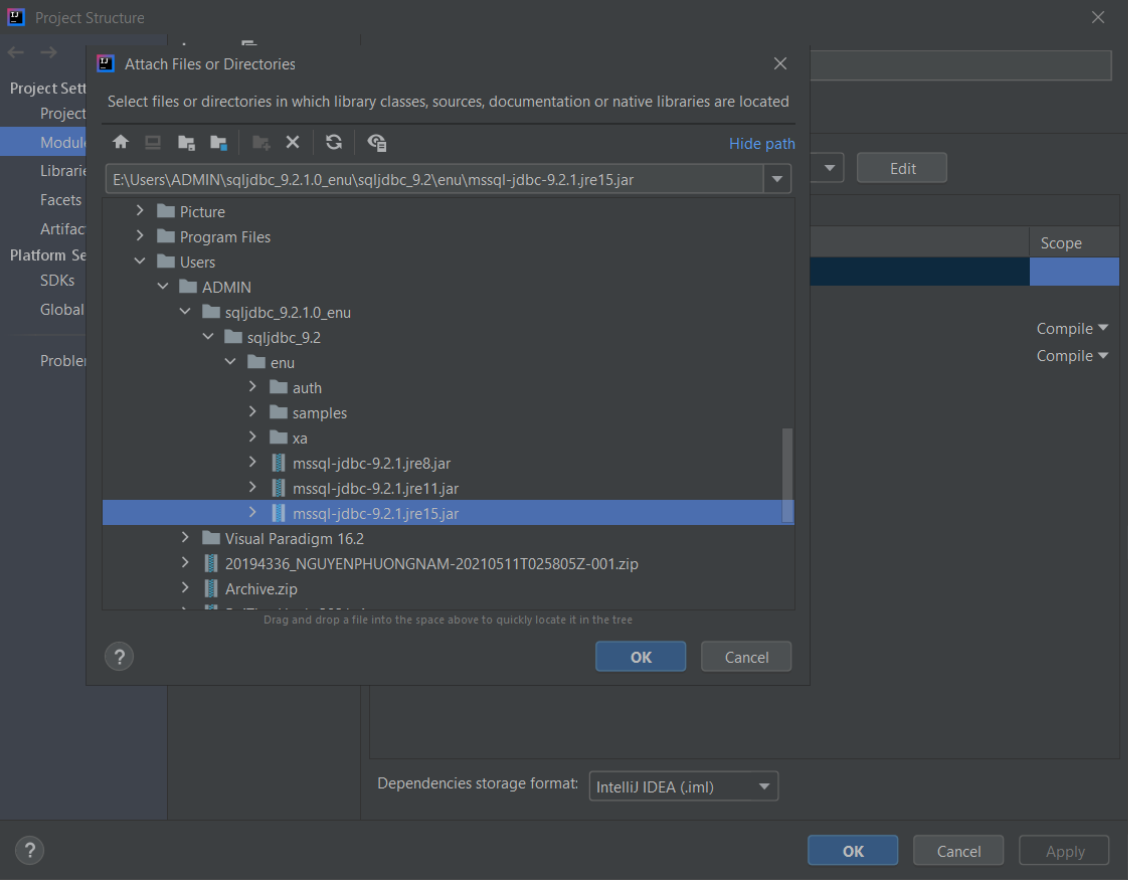 Project Structure
Attach Files or Directories
Select files or directories in which library classes, sources, documentation or native libraries are located
Hide path
E:\Users\ADMIN\sqljdbc_9.2.1.0_enu\sqljdbc_9.2\enu\mssql-jdbc-9.2.1.jre15.jar
Picture
Program Files
Users
ADMIN
sqljdbc_9.2.1.0_enu
sqljdbc_9.2
enu
auth
samples
xa
mssql-jdbc-9.2.1.jre8.jar
mssql-jdbc-9.2.1.jre11.jar
mssql-jdbc-9.2.1.jre15.jar
Visual Paradigm 16.2
20194336_NGUYENPHUONGNAM-20210511T025805Z-001.zip
Archive.zip
Drag and drop a file into the space above to quickly locate it in the tree
?
OK
Cancel
Project Sett
Project
Module
Librarie
Facets
Artifac
Platform Se
SDKs
Global
Probler
Edit
Scope
Compile
Compile
Dependencies storage format:
IntelliJ IDEA (.iml)
?
OK
Cancel
Apply